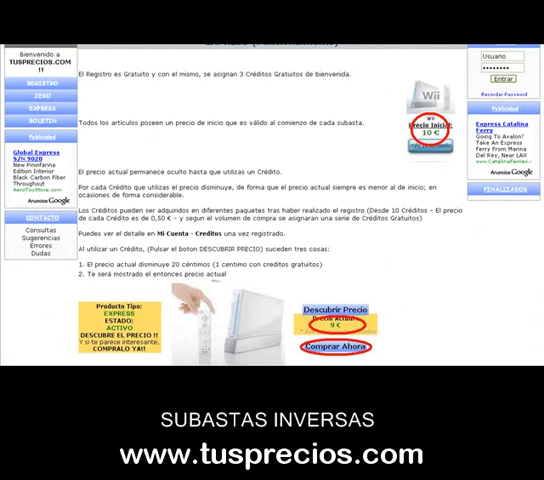 Bienvenido a
TUSPRECIOS.COM
!!
REGISTRO
ZERO
EXPRESS
BOLETIN
Publicidad
Global Express
S/N 9020
New Pininfarina
Edition Interior
Black Carbon Fiber
Throughout
AeroToyStore.com
Anuncios Google
CONTACTO
Consultas
Sugerencias
Errores
Dudas
El Registro es Gratuito y con el mismo, se asignan 3 Créditos Gratuitos de bienvenida.
Wii
Todos los artículos poseen un precio de inicio que es válido al comienzo de cada subasta.
Wii
Precio Inicial:
10 €
El precio actual permanece oculto hasta que utilizas un Crédito.
Por cada Crédito que utilizas el precio disminuye, de forma que el precio actual siempre es menor al de inicio; en
ocasiones de forma considerable.
Los Créditos pueden ser adquiridos en diferentes paquetes tras haber realizado el registro (Desde 10 Créditos - El precio
de cada Crédito es de 0,50 € - y segun el volumen de compra se asignaran una serie de Créditos Gratuitos)
Puedes ver el detalle en Mi Cuenta - Creditos una vez registrado.
Al utilizar un Crédito, (Pulsar el boton DESCUBRIR PRECIO) suceden tres cosas:
1. El precio actual disminuye 20 céntimos (1 centimo con creditos gratuitos)
2. Te será mostrado el entonces precio actual
Producto Tipo:
EXPRESS
ESTADO:
ACTIVO
DESCUBRE EL PRECIO !!
Y si te parece interesante,
COMPRALO YA!!
Descubrir Precio
Precio Actual:
9 €
Comprar Ahora
Usuario
••••••••
Entrar
Recordar Password
Publicidad
Express Catalina
Ferry
Going To Avalon?
Take An Express
Ferry From Marina
Del Rey, Near LAX
Anuncios Google
FINALIZADOS
SUBASTAS INVERSAS
www.tusprecios.com